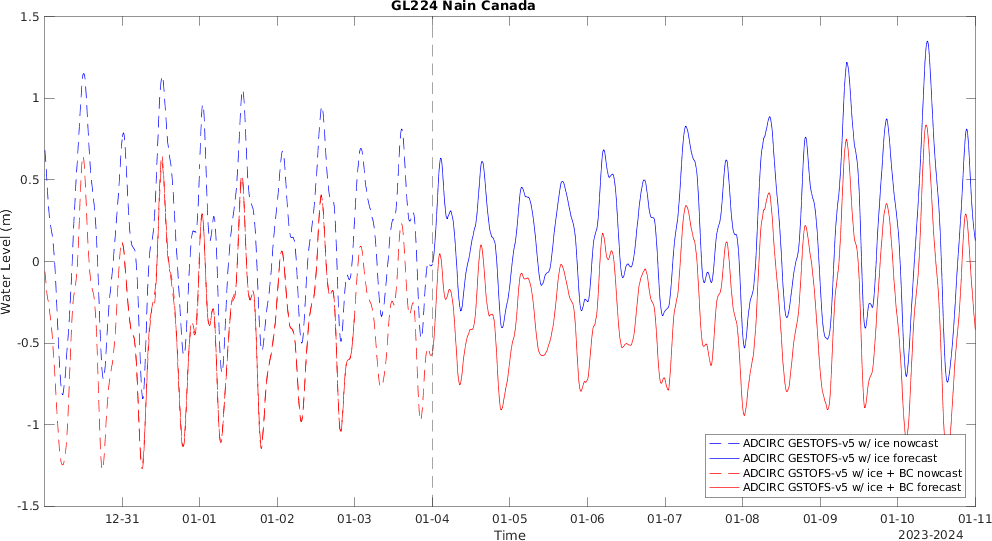 GL224 Nain Canada
1.5
1
0.5
0
-0.5
-1
-1.5
Water Level (m)
12-31 01-01 01-02 01-03 01-04 01-05 01-06 01-07 01-08 01-09 01-10 01-11
Time
2023-2024
ADCIRC GESTOFS-v5 w/ ice nowcast
ADCIRC GESTOFS-v5 w/ ice forecast
ADCIRC GSTOFS-v5 w/ ice + BC nowcast
ADCIRC GSTOFS-v5 w/ ice + BC forecast